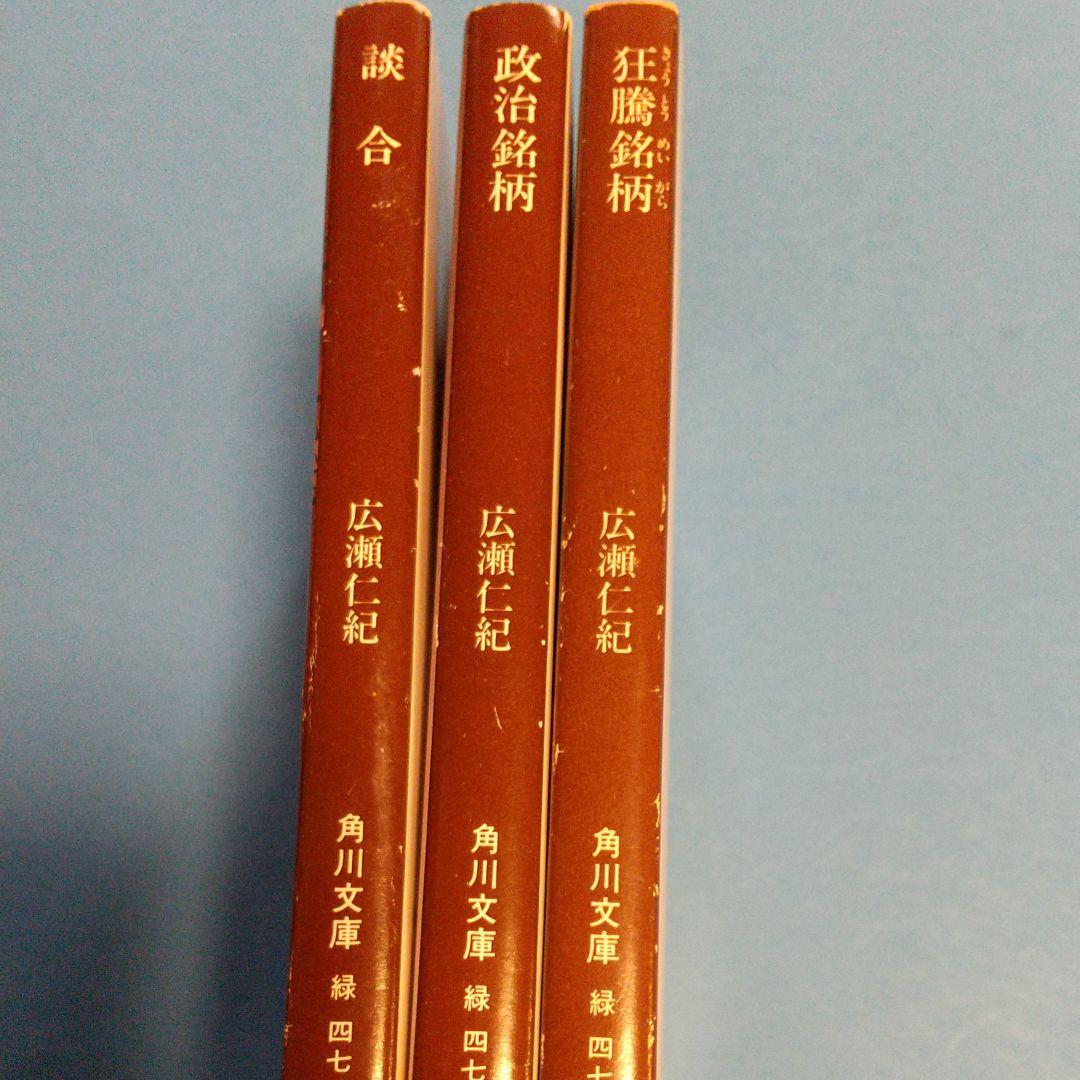 談合
広瀬仁紀
角川文庫
緑 四七
政治銘柄
広瀬仁紀
角川文庫
緑 四七
狂騰銘柄
きょうとうめいがら
広瀬仁紀
角川文庫
緑 四七